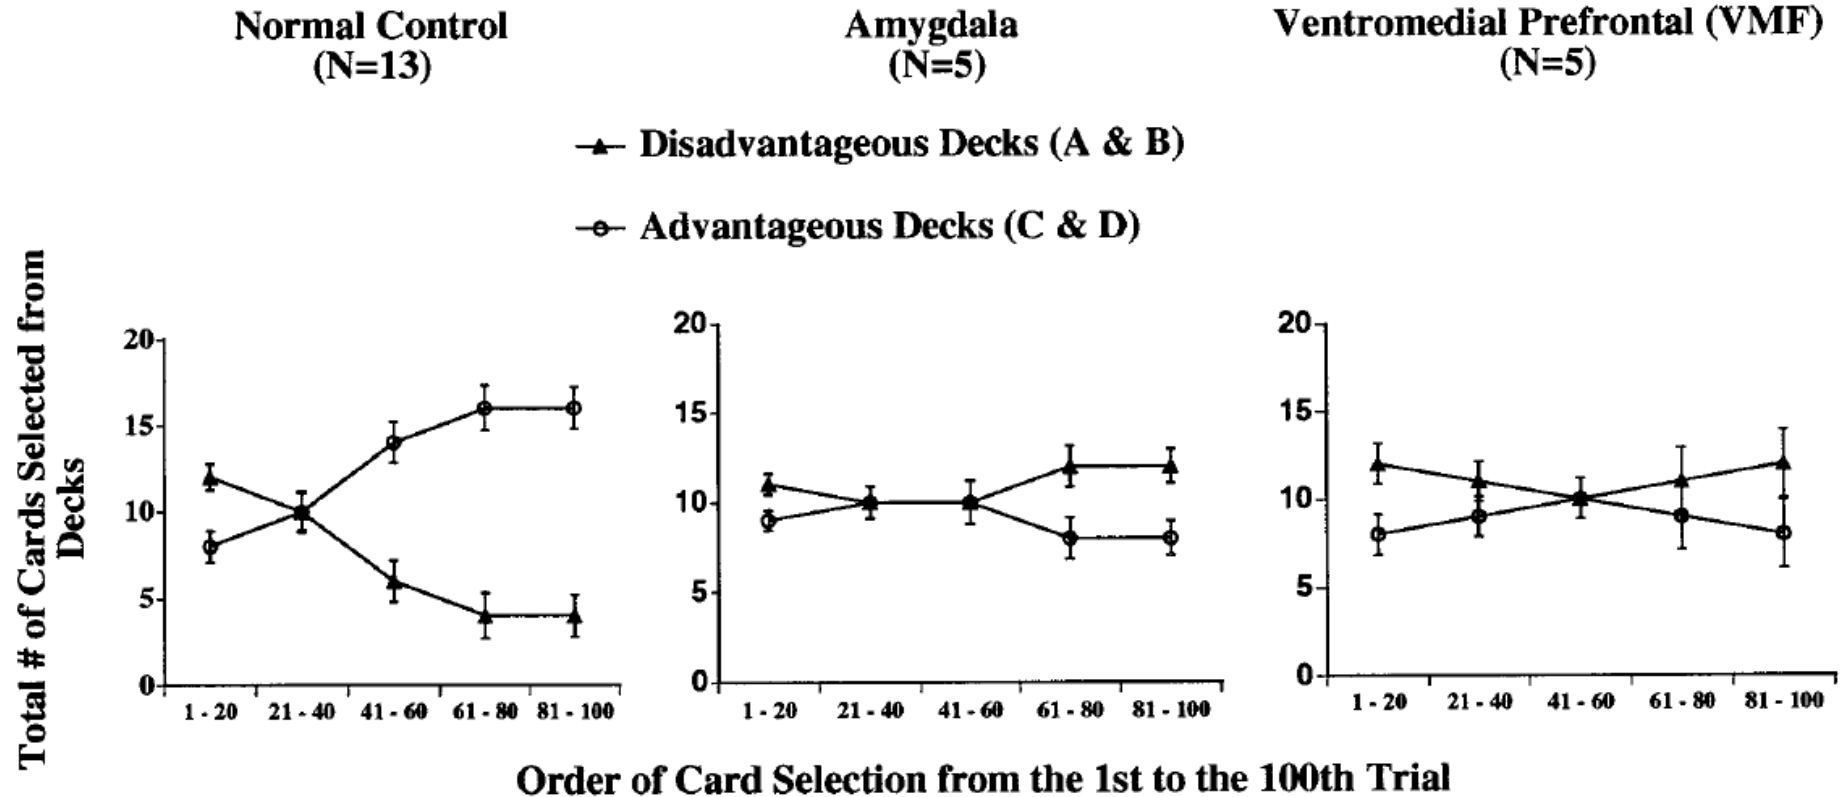 Normal Control
(N=13)
Amygdala
(N=5)
Ventromedial Prefrontal (VMF)
(N=5)
Disadvantageous Decks (A & B)
Advantageous Decks (C & D)
Total # of Cards Selected from
Decks
20
15
10
5
0
1 - 20 21 - 40 41 - 60 61 - 80 81 - 100
20
15
10
5
0
1 - 20 21 - 40 41 - 60 61 - 80 81 - 100
20
15
10
5
0
1 - 20 21 - 40 41 - 60 61 - 80 81 - 100
Order of Card Selection from the 1st to the 100th Trial